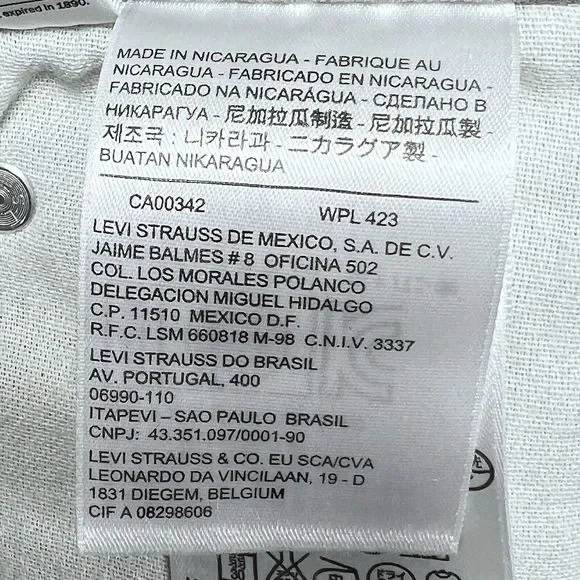 expired in 1890.
MADE IN NICARAGUA - FABRIQUE AU
NICARAGUA - FABRICADO EN NICARAGUA -
FABRICADO NA NICARÁGUA - СДЕЛАНО В
НИКАРАГУА - 尼加拉瓜制造 - 尼加拉瓜製 -
제조국 : 니카라과 - ニカラグア製 -
BUATAN NIKARAGUA
CA00342 WPL 423
LEVI STRAUSS DE MEXICO, S.A. DE C.V.
JAIME BALMES # 8 OFICINA 502
COL. LOS MORALES POLANCO
DELEGACION MIGUEL HIDALGO
C.P. 11510 MEXICO D.F.
R.F.C. LSM 660818 M-98 C.N.I.V. 3337
LEVI STRAUSS DO BRASIL
AV. PORTUGAL, 400
06990-110
ITAPEVI – SAO PAULO BRASIL
CNPJ: 43.351.097/0001-90
LEVI STRAUSS & CO. EU SCA/CVA
LEONARDO DA VINCILAAN, 19 - D
1831 DIEGEM, BELGIUM
CIF A 08298606